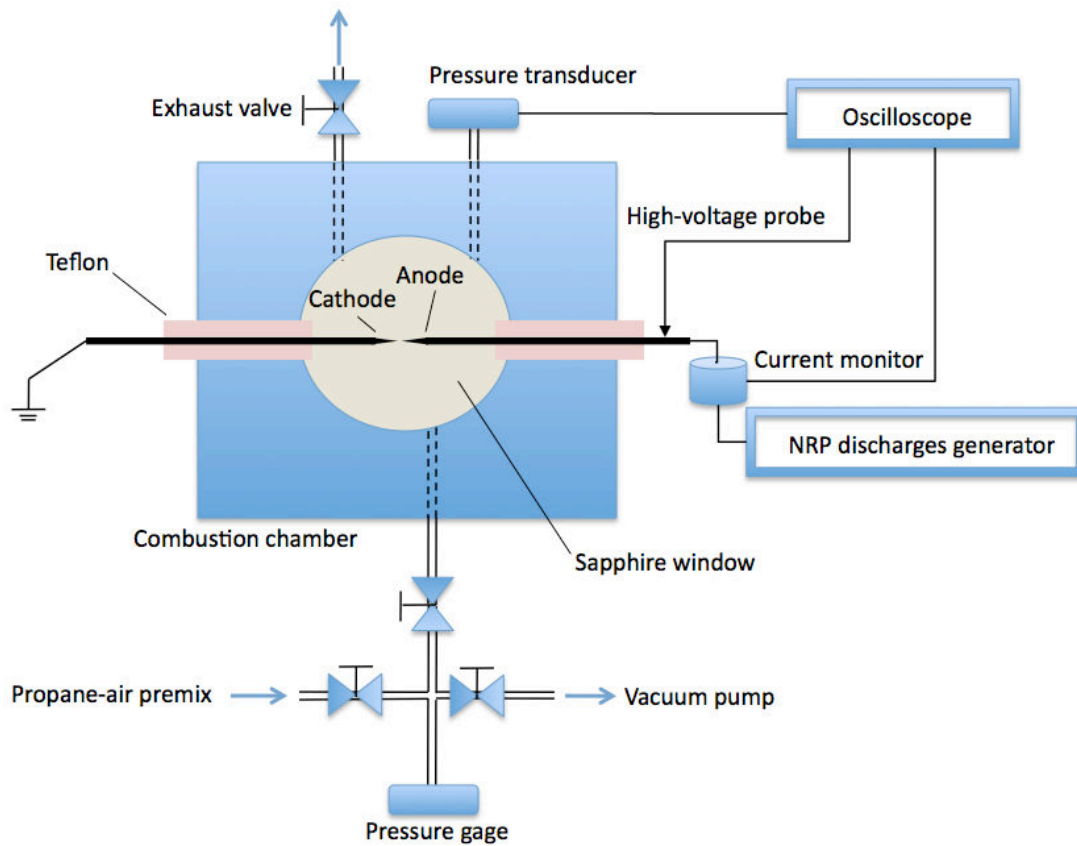 Pressure transducer
Exhaust valve
Oscilloscope
High-voltage probe
Teflon
Anode
Cathode
Current monitor
NRP discharges generator
Combustion chamber
Sapphire window
Propane-air premix
Vacuum pump
Pressure gage